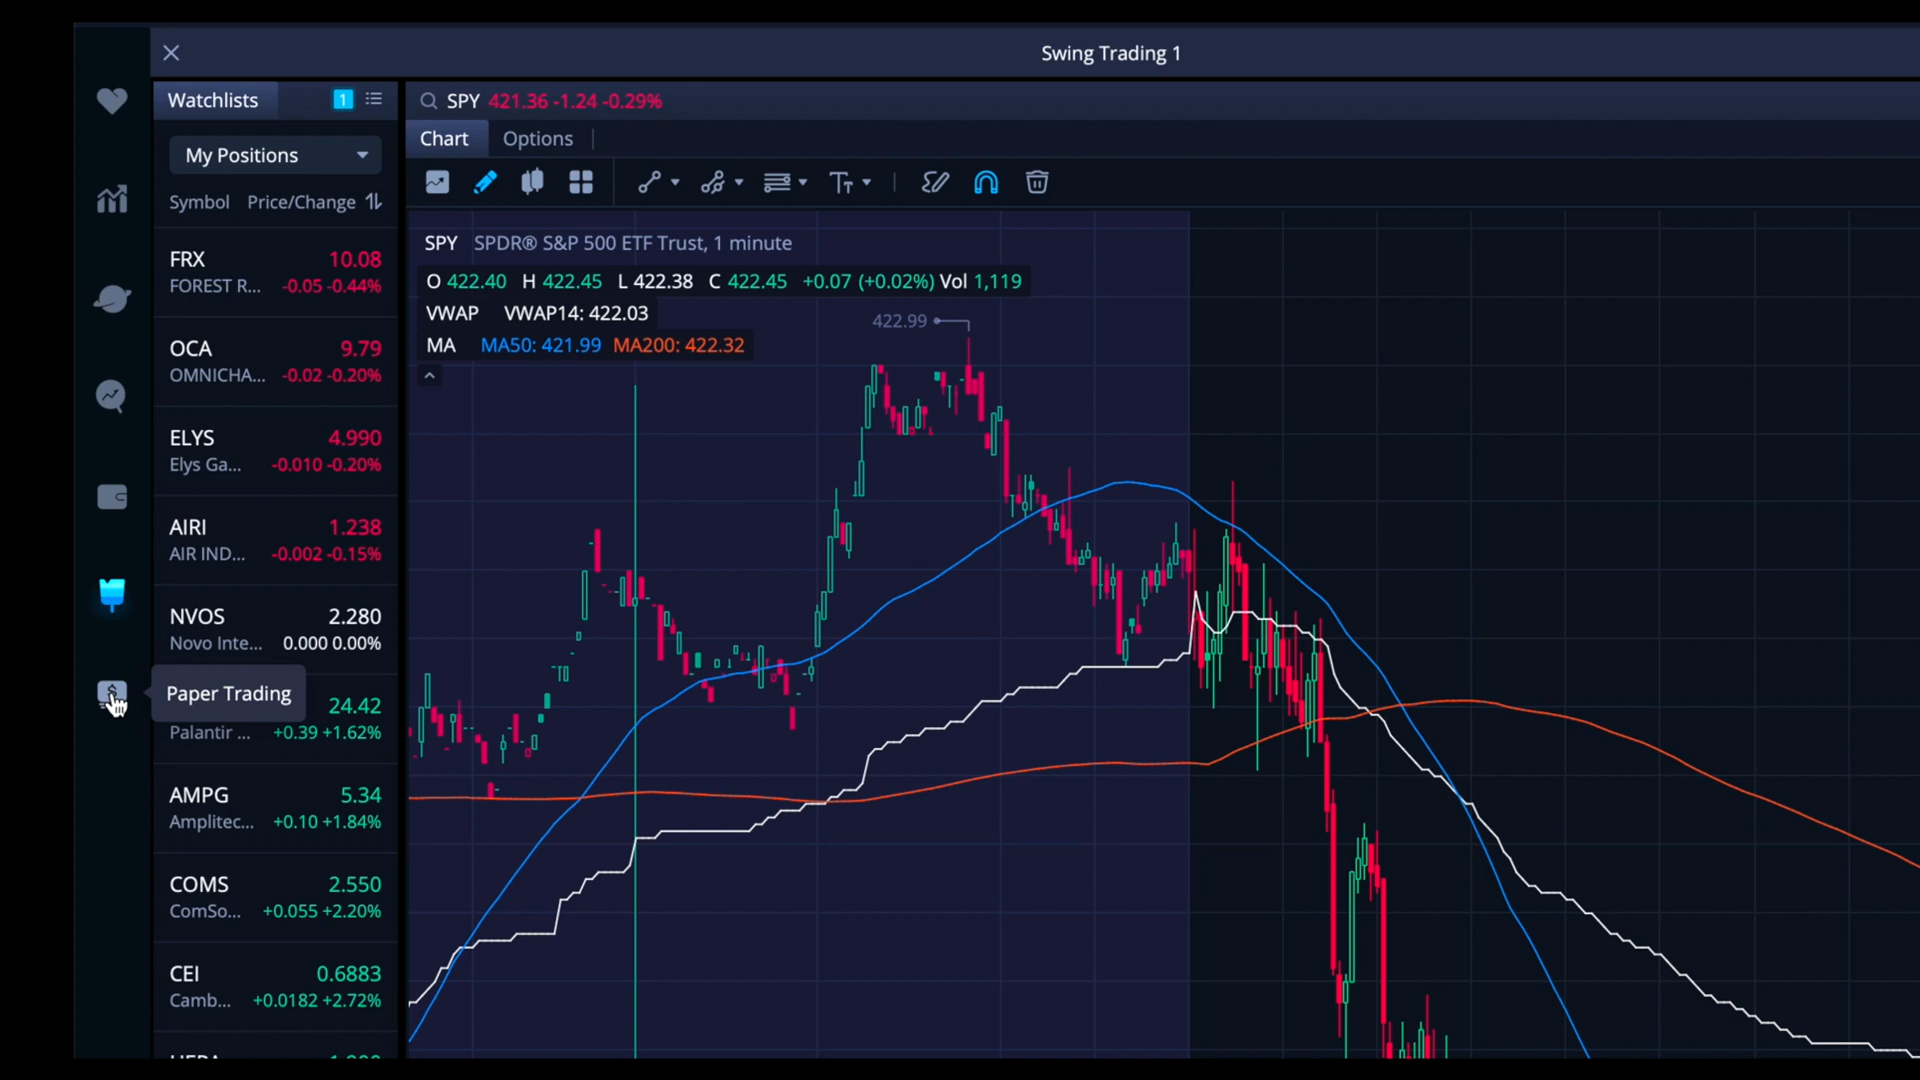 Swing Trading 1
Watchlists 1
SPY 421.36 -1.24 -0.29%
Chart Options
My Positions
Symbol Price/Change
FRX 10.08
FOREST R... -0.05 -0.44%
OCA 9.79
OMNICHA... -0.02 -0.20%
ELYS 4.990
Elys Ga... -0.010 -0.20%
AIRI 1.238
AIR IND... -0.002 -0.15%
NVOS 2.280
Novo Inte... 0.000 0.00%
Paper Trading
24.42
Palantir ... +0.39 +1.62%
AMPG 5.34
Amplitec... +0.10 +1.84%
COMS 2.550
ComSo... +0.055 +2.20%
CEI 0.6883
Camb... +0.0182 +2.72%
SPY SPDR® S&P 500 ETF Trust, 1 minute
O 422.40 H 422.45 L 422.38 C 422.45 +0.07 (+0.02%) Vol 1,119
VWAP VWAP14: 422.03
MA MA50: 421.99 MA200: 422.32
422.99